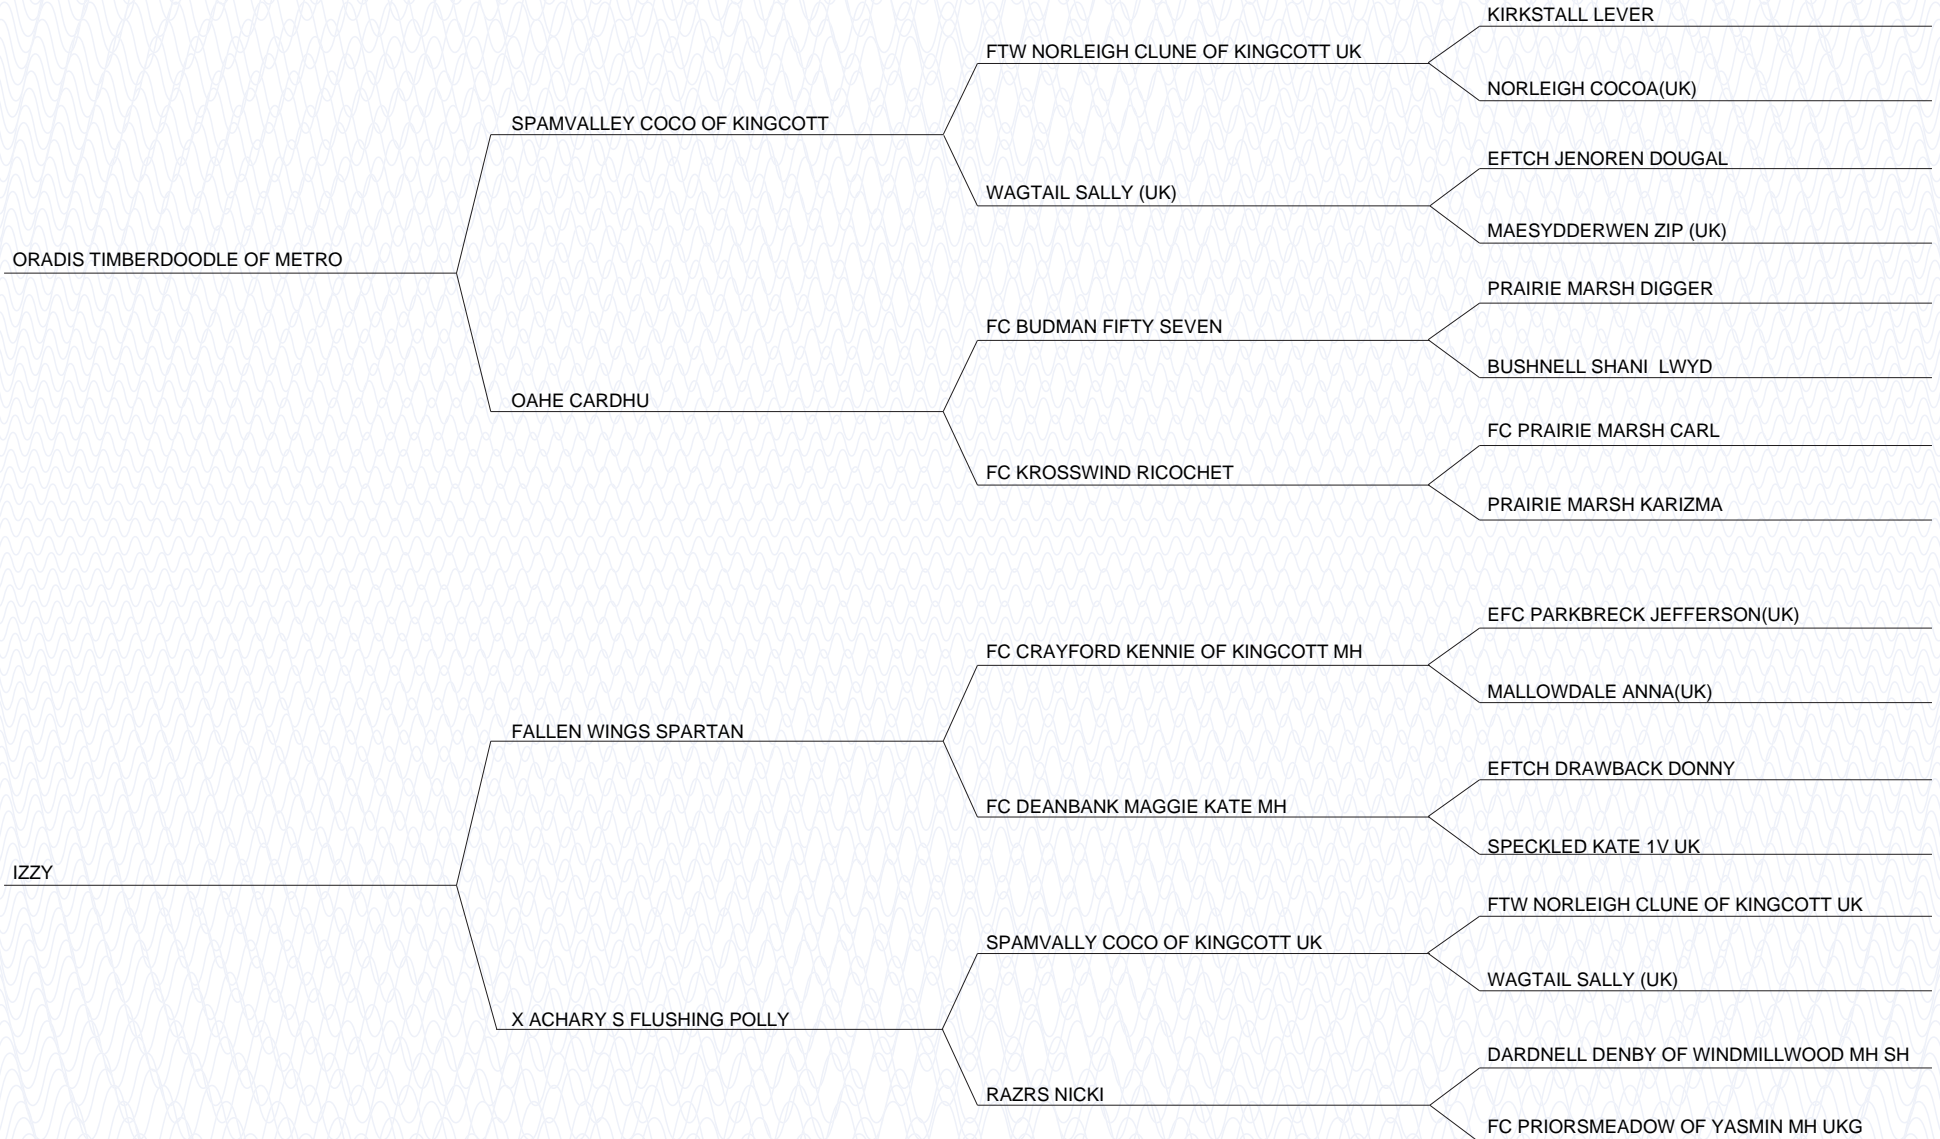 KIRKSTALL LEVER
FTW NORLEIGH CLUNE OF KINGCOTT UK
NORLEIGH COCOA(UK)
SPAMVALLEY COCO OF KINGCOTT
EFTCH JENOREN DOUGAL
WAGTAIL SALLY (UK)
MAESYDDERWEN ZIP (UK)
ORADIS TIMBERDOODLE OF METRO
PRAIRIE MARSH DIGGER
FC BUDMAN FIFTY SEVEN
BUSHNELL SHANI  LWYD
OAHE CARDHU
FC PRAIRIE MARSH CARL
FC KROSSWIND RICOCHET
PRAIRIE MARSH KARIZMA
EFC PARKBRECK JEFFERSON(UK)
FC CRAYFORD KENNIE OF KINGCOTT MH
MALLOWDALE ANNA(UK)
FALLEN WINGS SPARTAN
EFTCH DRAWBACK DONNY
FC DEANBANK MAGGIE KATE MH
SPECKLED KATE 1V UK
IZZY
FTW NORLEIGH CLUNE OF KINGCOTT UK
SPAMVALLY COCO OF KINGCOTT UK
WAGTAIL SALLY (UK)
X ACHARY S FLUSHING POLLY
DARDNELL DENBY OF WINDMILLWOOD MH SH
RAZRS NICKI
FC PRIORSMEADOW OF YASMIN MH UKG